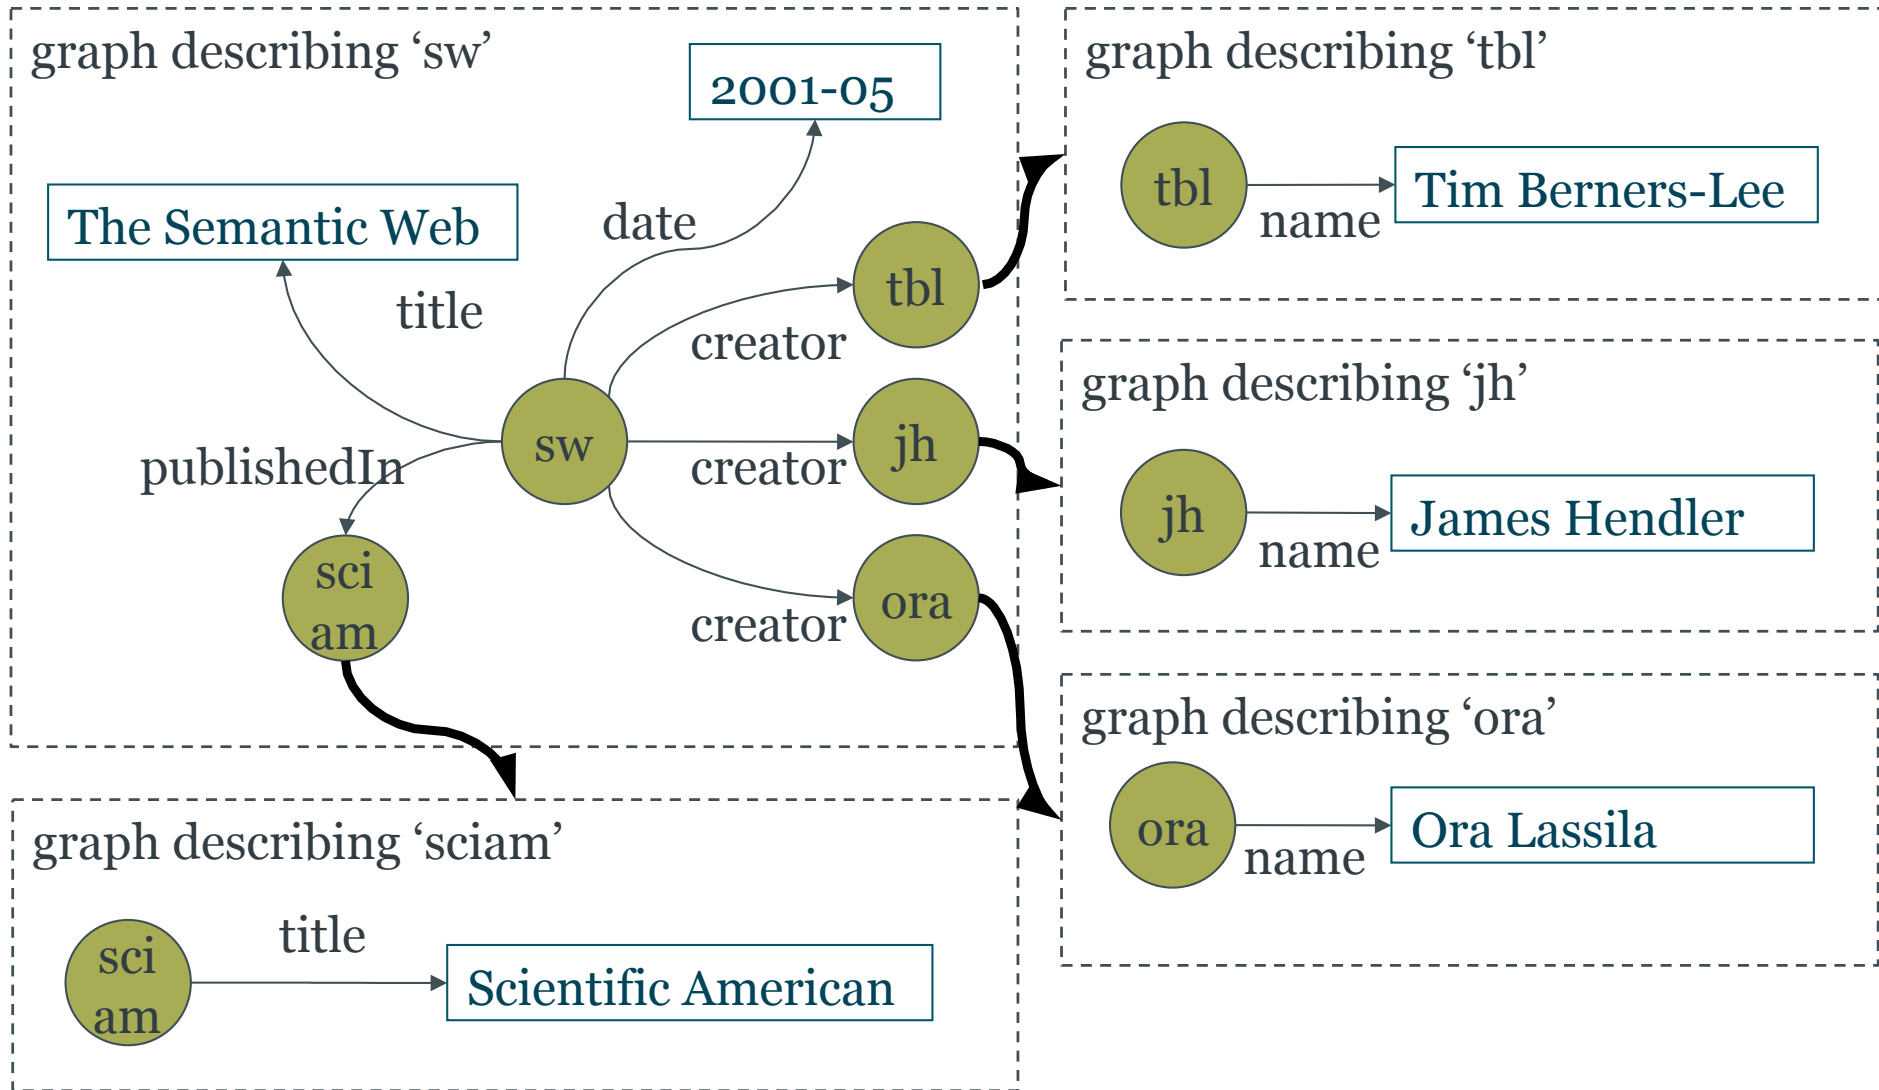 graph describing ‘sw’
2001-05
The Semantic Web
date
title
tbl
creator
sw
jh
publishedIn
creator
sci
am
ora
creator
graph describing ‘tbl’
tbl
name
Tim Berners-Lee
graph describing ‘jh’
jh
name
James Hendler
graph describing ‘ora’
ora
name
Ora Lassila
graph describing ‘sciam’
sci
am
title
Scientific American